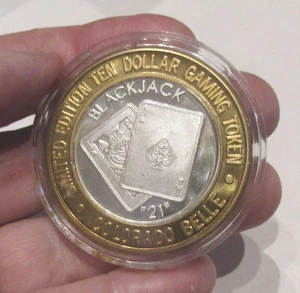 LIMITED EDITION TEN DOLLAR GAMING TOKEN
BLACKJACK
"21"
COLORADO BELLE